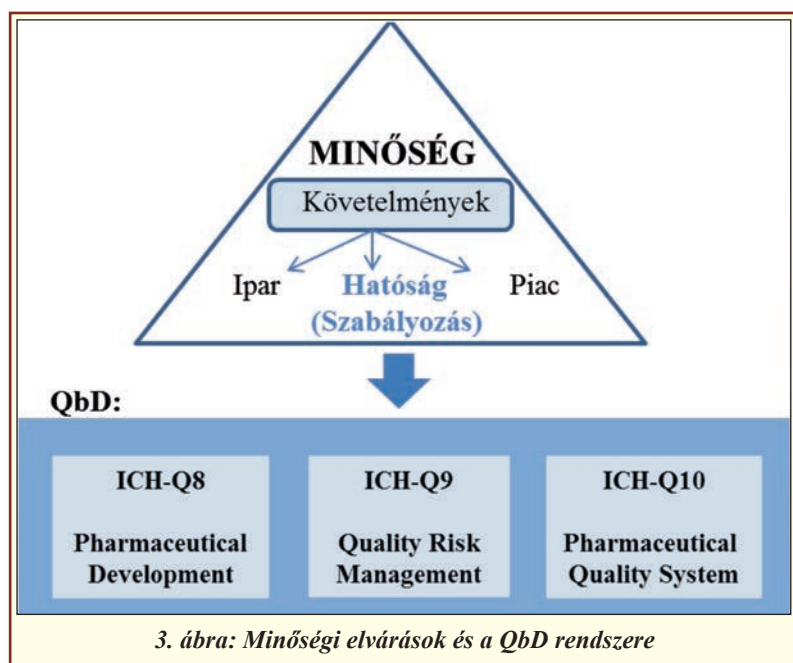 MINŐSÉG
Követelmények
Ipar Hatóság Piac
(Szabályozás)
QbD:
ICH-Q8 ICH-Q9 ICH-Q10
Pharmaceutical Quality Risk Pharmaceutical
Development Management Quality System
3. ábra: Minőségi elvárások és a QbD rendszere